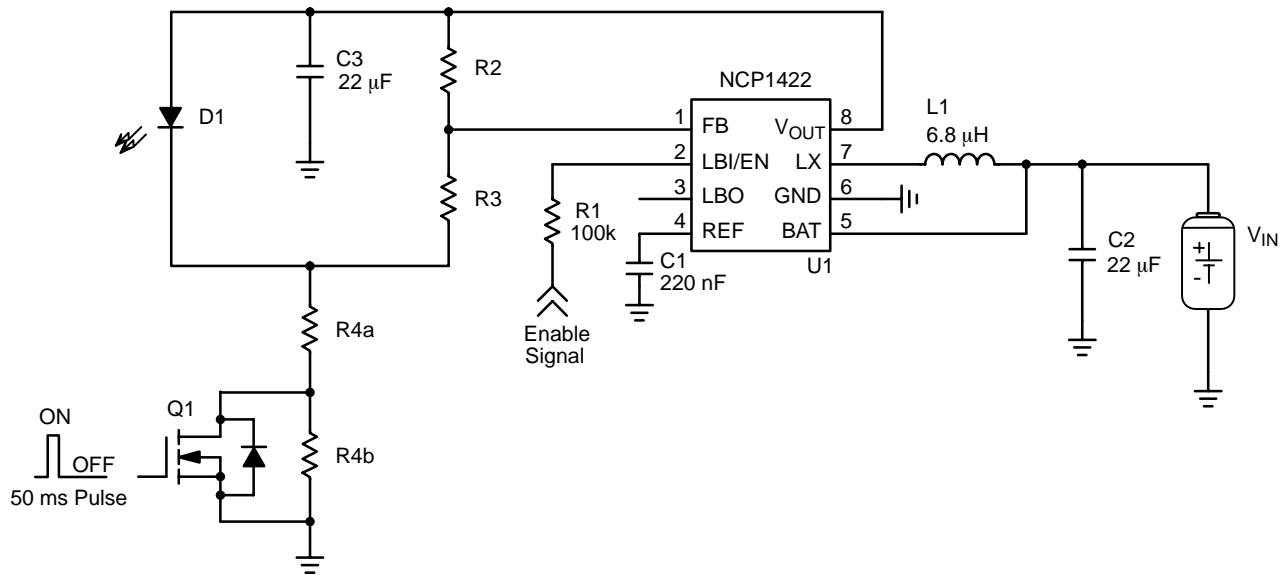 C3
22 μF
R2
D1
R3
NCP1422
1 FB
VOUT 8
2 LBI/EN
LX 7
3 LBO
GND 6
4 REF
BAT 5
U1
L1
6.8 μH
R1
100k
C1
220 nF
Enable
Signal
C2
22 μF
+
-
VIN
R4a
Q1
R4b
ON
OFF
50 ms Pulse